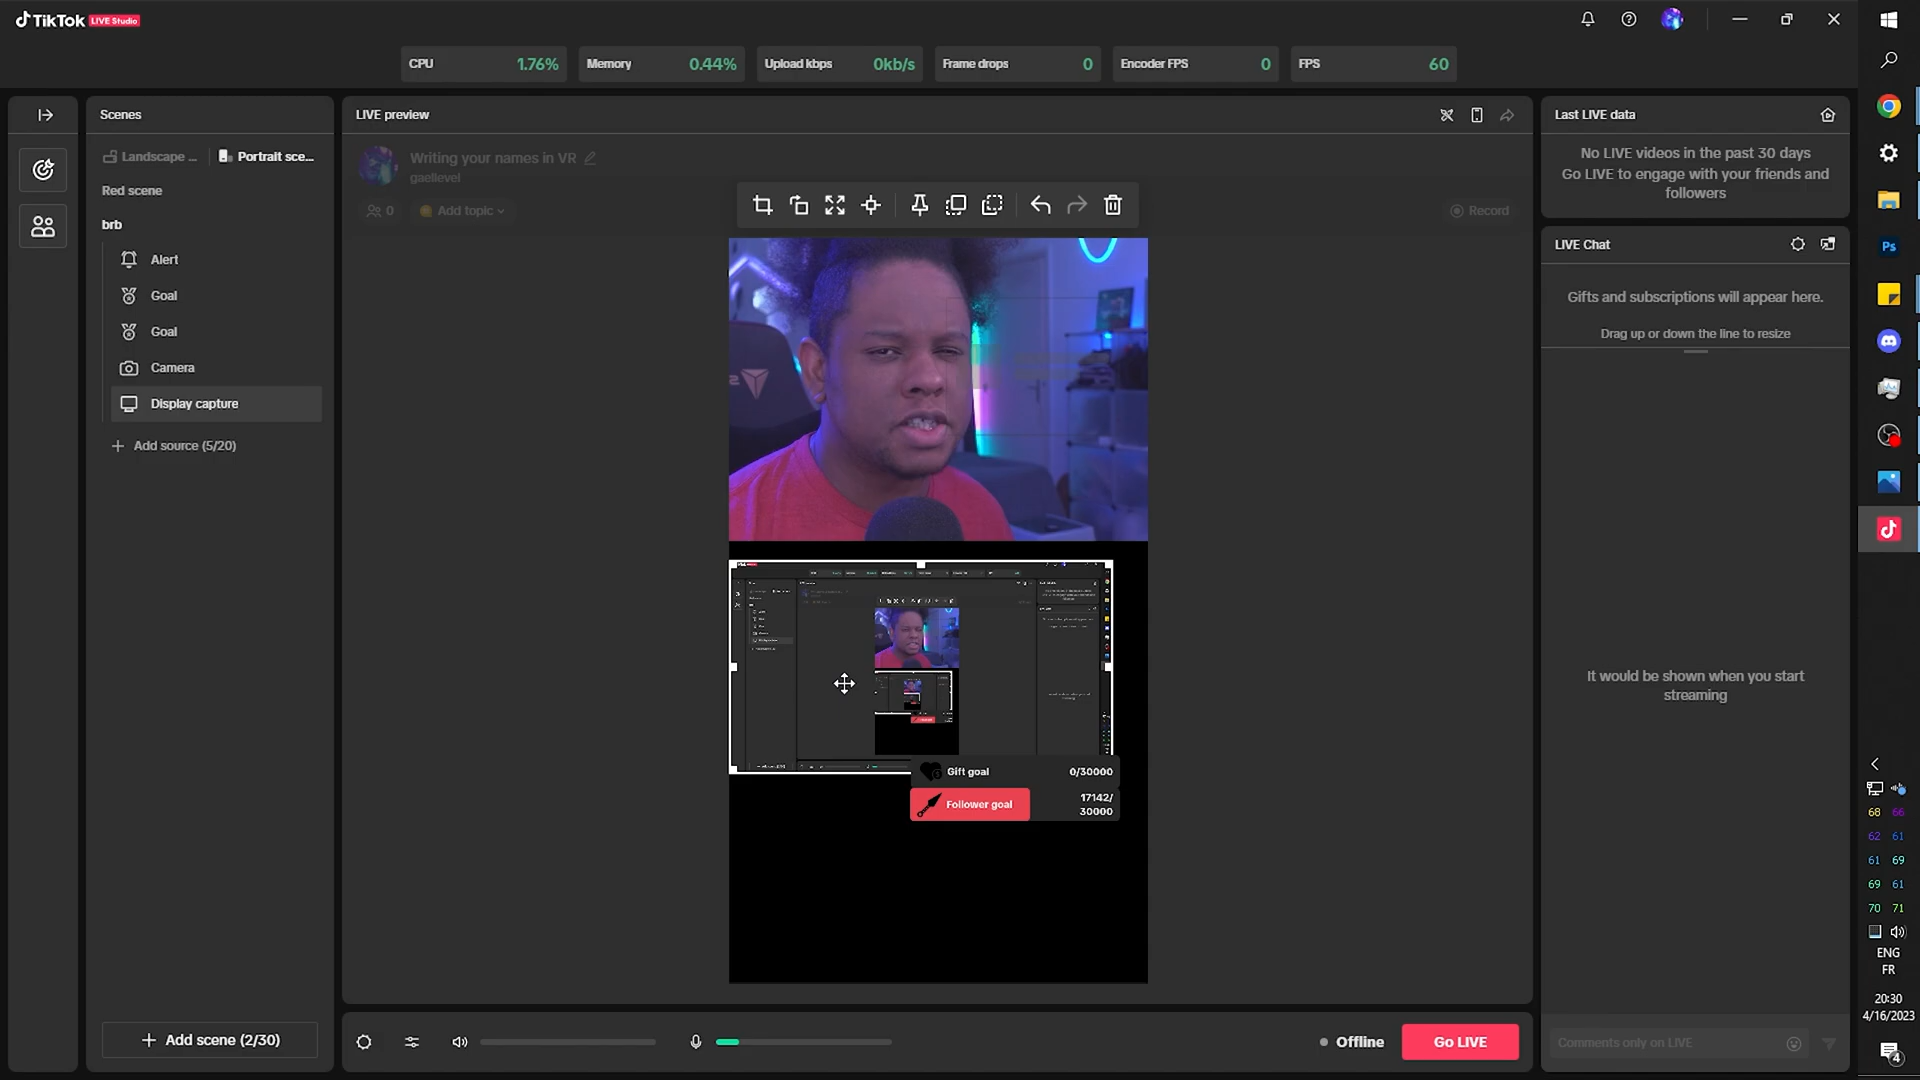 TikTok LIVE Studio
CPU 1.76%
Memory 0.44%
Upload kbps 0kb/s
Frame drops 0
Encoder FPS 0
FPS 60
Scenes
Landscape ...
Portrait sce...
Red scene
brb
Alert
Goal
Goal
Camera
Display capture
Add source (5/20)
Add scene (2/30)
LIVE preview
Writing your names in VR
gaellevel
0
Add topic
Record
Gift goal 0/30000
Follower goal 17142/
30000
Offline
Go LIVE
Last LIVE data
No LIVE videos in the past 30 days
Go LIVE to engage with your friends and
followers
LIVE Chat
Gifts and subscriptions will appear here.
Drag up or down the line to resize
It would be shown when you start
streaming
Comments only on LIVE
Ps
68 66
62 61
61 69
69 61
70 71
ENG
FR
20:30
4/16/2023
4